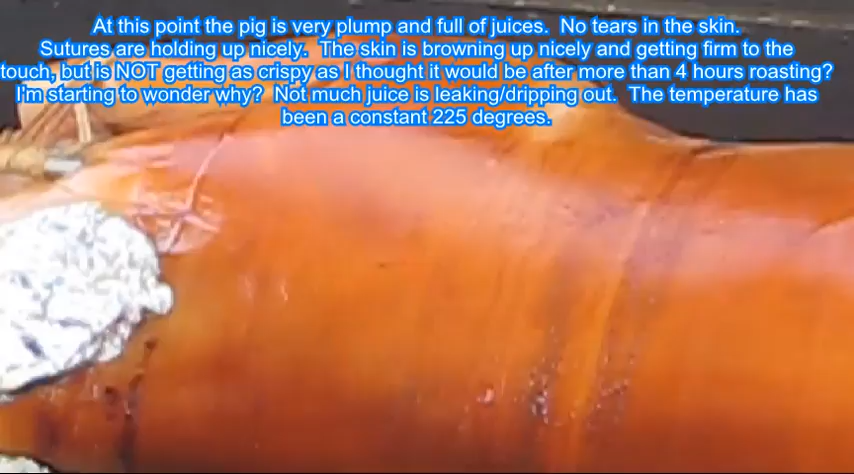 At this point the pig is very plump and full of juices.  No tears in the skin.
Sutures are holding up nicely.  The skin is browning up nicely and getting firm to the
touch, but is NOT getting as crispy as I thought it would be after more than 4 hours roasting?
I'm starting to wonder why?  Not much juice is leaking/dripping out.  The temperature has
been a constant 225 degrees.